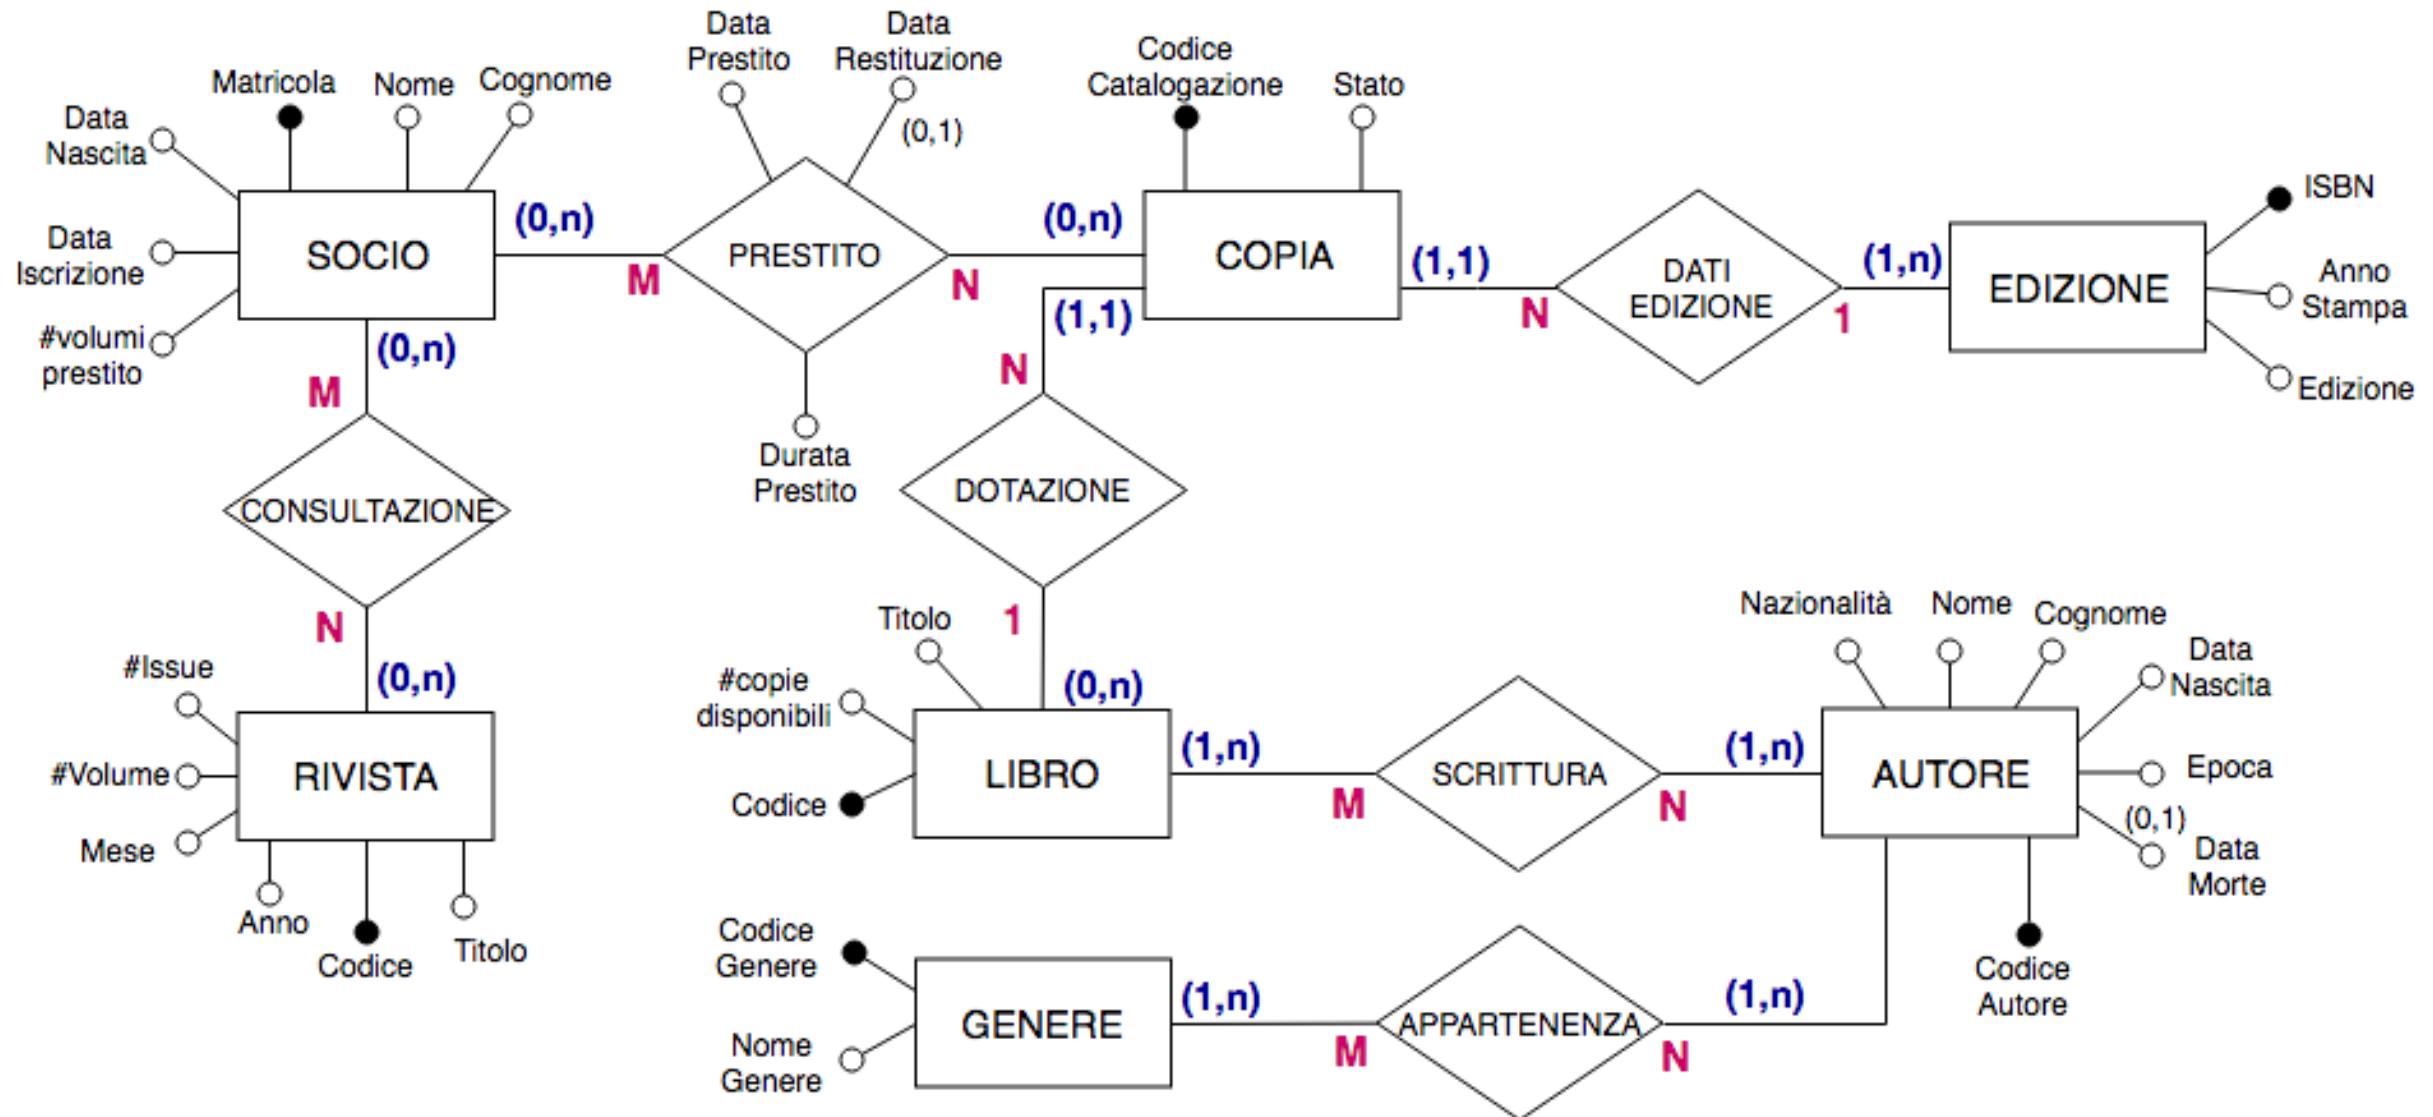 Data
Prestito
Data
Restituzione
(0,1)
Codice
Catalogazione
Stato
Matricola
Nome
Cognome
Data
Nascita
Data
Iscrizione
#volumi
prestito
SOCIO
(0,n)
M
PRESTITO
N
(0,n)
COPIA
(1,1)
N
DATI
EDIZIONE
1
(1,n)
EDIZIONE
ISBN
Anno
Stampa
Edizione
(0,n)
M
Durata
Prestito
(1,1)
N
CONSULTAZIONE
DOTAZIONE
N
(0,n)
1
(0,n)
#Issue
#Volume
Mese
RIVISTA
Anno
Codice
Titolo
Titolo
#copie
disponibili
Codice
LIBRO
(1,n)
M
SCRITTURA
N
(1,n)
AUTORE
Nazionalità
Nome
Cognome
Data
Nascita
Epoca
(0,1)
Data
Morte
Codice
Autore
Codice
Genere
Nome
Genere
GENERE
(1,n)
M
APPARTENENZA
N
(1,n)